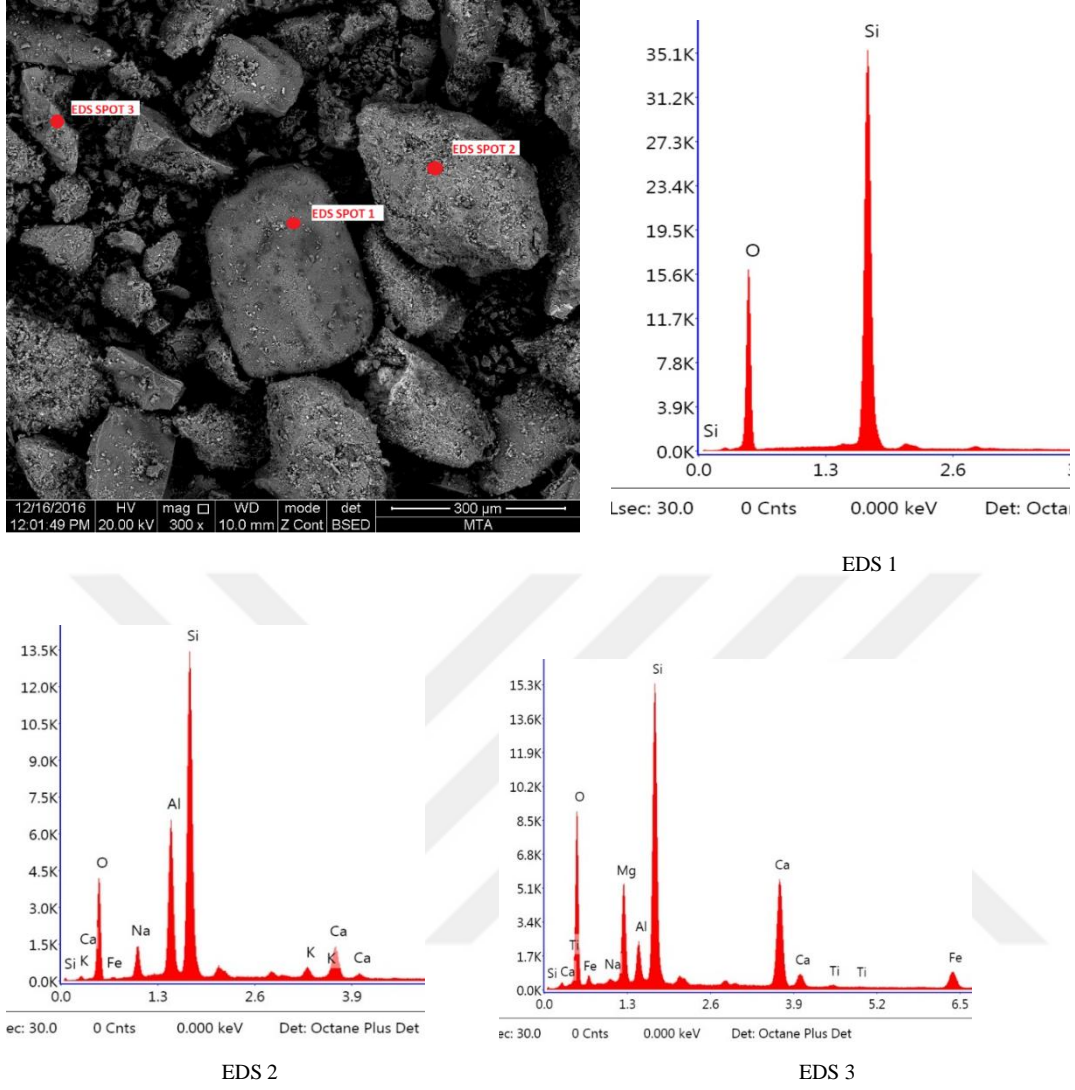 EDS SPOT 3
EDS SPOT 2
EDS SPOT 1
12/16/2016 HV mag □ WD mode det 300 µm
12:01:49 PM 20.00 kV 300 x 10.0 mm Z Cont BSED MTA
Si
35.1K
31.2K
27.3K
23.4K
19.5K
O
15.6K
11.7K
7.8K
3.9K
Si
0.0K
0.0 1.3 2.6 3
Lsec: 30.0 0 Cnts 0.000 keV Det: Octa
EDS 1
Si
13.5K
12.0K
10.5K
9.0K
7.5K
Al
6.0K
O
4.5K
3.0K
Na Ca
1.5K
Ca
K K K
Si Fe Ca
0.0K
0.0 1.3 2.6 3.9
ec: 30.0 0 Cnts 0.000 keV Det: Octane Plus Det
EDS 2
Si
15.3K
13.6K
11.9K
10.2K
O
8.5K
6.8K
Mg Ca
5.1K
3.4K
Al
Ti
1.7K
Fe
Si Ca Fe Na Ca Ti Ti
0.0K
0.0 1.3 2.6 3.9 5.2 6.5
ec: 30.0 0 Cnts 0.000 keV Det: Octane Plus Det
EDS 3